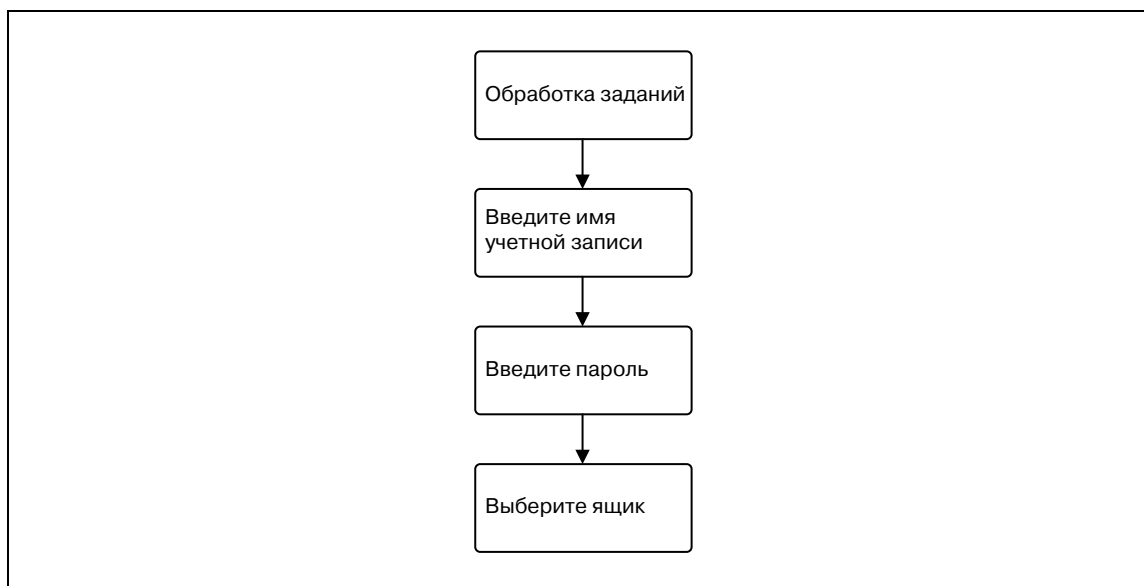 Обработка заданий
Введите имя
учетной записи
Введите пароль
Выберите ящик